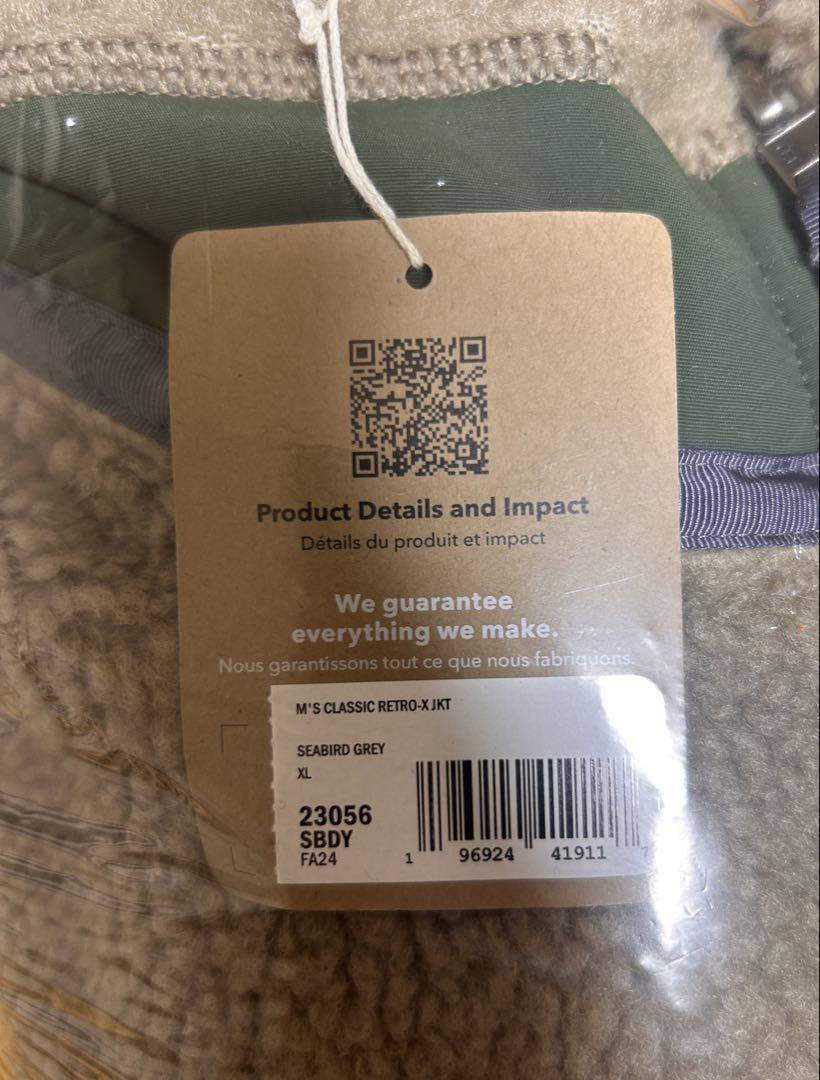 Product Details and Impact
Détails du produit et impact
We guarantee
everything we make.
Nous garantissons tout ce que nous fabriquons.
M'S CLASSIC RETRO-X JKT
SEABIRD GREY
XL
23056
SBDY
FA24
1 96924 41911 7